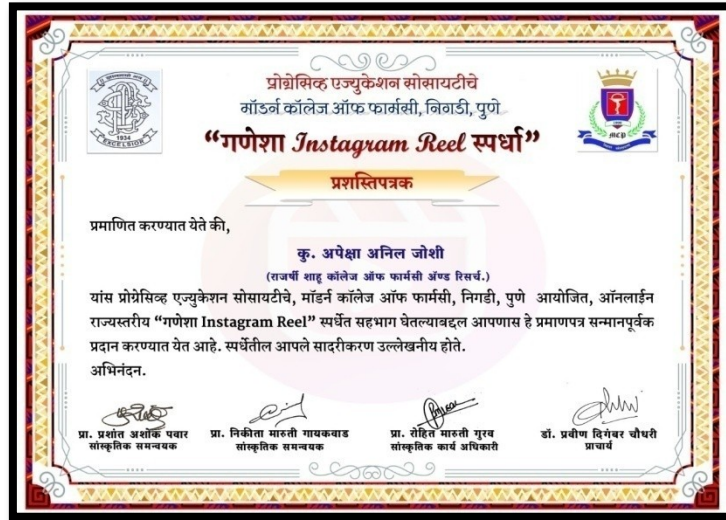 प्रोग्रेसिव्ह एज्युकेशन सोसायटीचे
मॉडर्न कॉलेज ऑफ फार्मसी, निगडी, पुणे
“गणेशा Instagram Reel स्पर्धा”
प्रशस्तिपत्रक
1934
EXCELSIOR
MCP
प्रमाणित करण्यात येते की,
कु. अपेक्षा अनिल जोशी
(राजर्षी शाहू कॉलेज ऑफ फार्मसी अ‍ॅण्ड रिसर्च.)
यांस प्रोग्रेसिव्ह एज्युकेशन सोसायटीचे, मॉडर्न कॉलेज ऑफ फार्मसी, निगडी, पुणे आयोजित, ऑनलाईन
राज्यस्तरीय “गणेशा Instagram Reel” स्पर्धेत सहभाग घेतल्याबद्दल आपणास हे प्रमाणपत्र सन्मानपूर्वक
प्रदान करण्यात येत आहे. स्पर्धेतील आपले सादरीकरण उल्लेखनीय होते.
अभिनंदन.
प्रा. प्रशांत अशोक पवार
सांस्कृतिक समन्वयक
प्रा. निकीता मारुती गायकवाड
सांस्कृतिक समन्वयक
प्रा. रोहित मारुती गुरव
सांस्कृतिक कार्य अधिकारी
डॉ. प्रवीण दिगंबर चौधरी
प्राचार्य